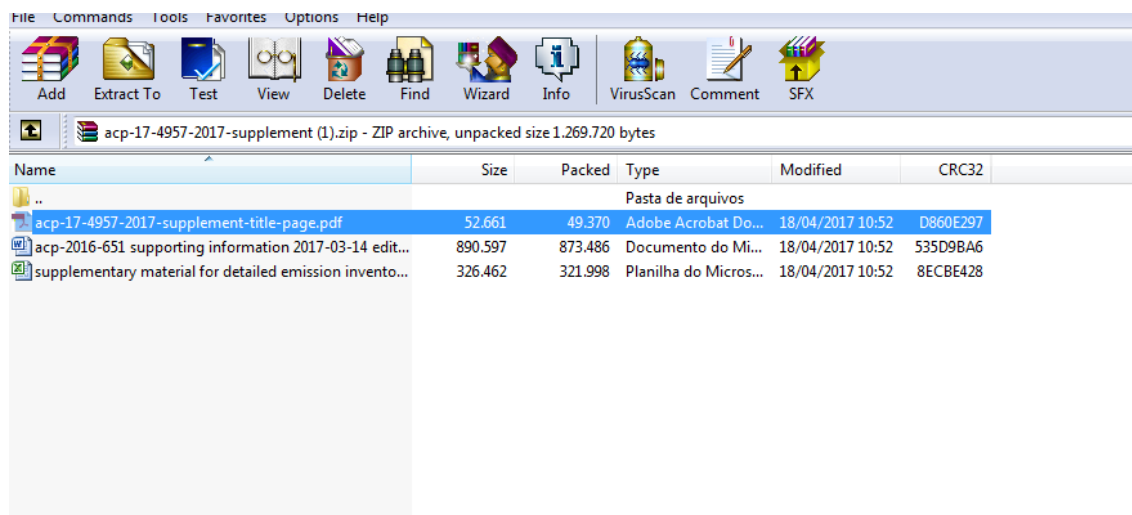 File Commands Tools Favorites Options Help
Add Extract To Test View Delete Find Wizard Info VirusScan Comment SFX
acp-17-4957-2017-supplement (1).zip - ZIP archive, unpacked size 1.269.720 bytes
Name Size Packed Type Modified CRC32
.. Pasta de arquivos
acp-17-4957-2017-supplement-title-page.pdf 52.661 49.370 Adobe Acrobat Do... 18/04/2017 10:52 D860E297
acp-2016-651 supporting information 2017-03-14 edit... 890.597 873.486 Documento do Mi... 18/04/2017 10:52 535D9BA6
supplementary material for detailed emission invento... 326.462 321.998 Planilha do Micros... 18/04/2017 10:52 8ECBE428